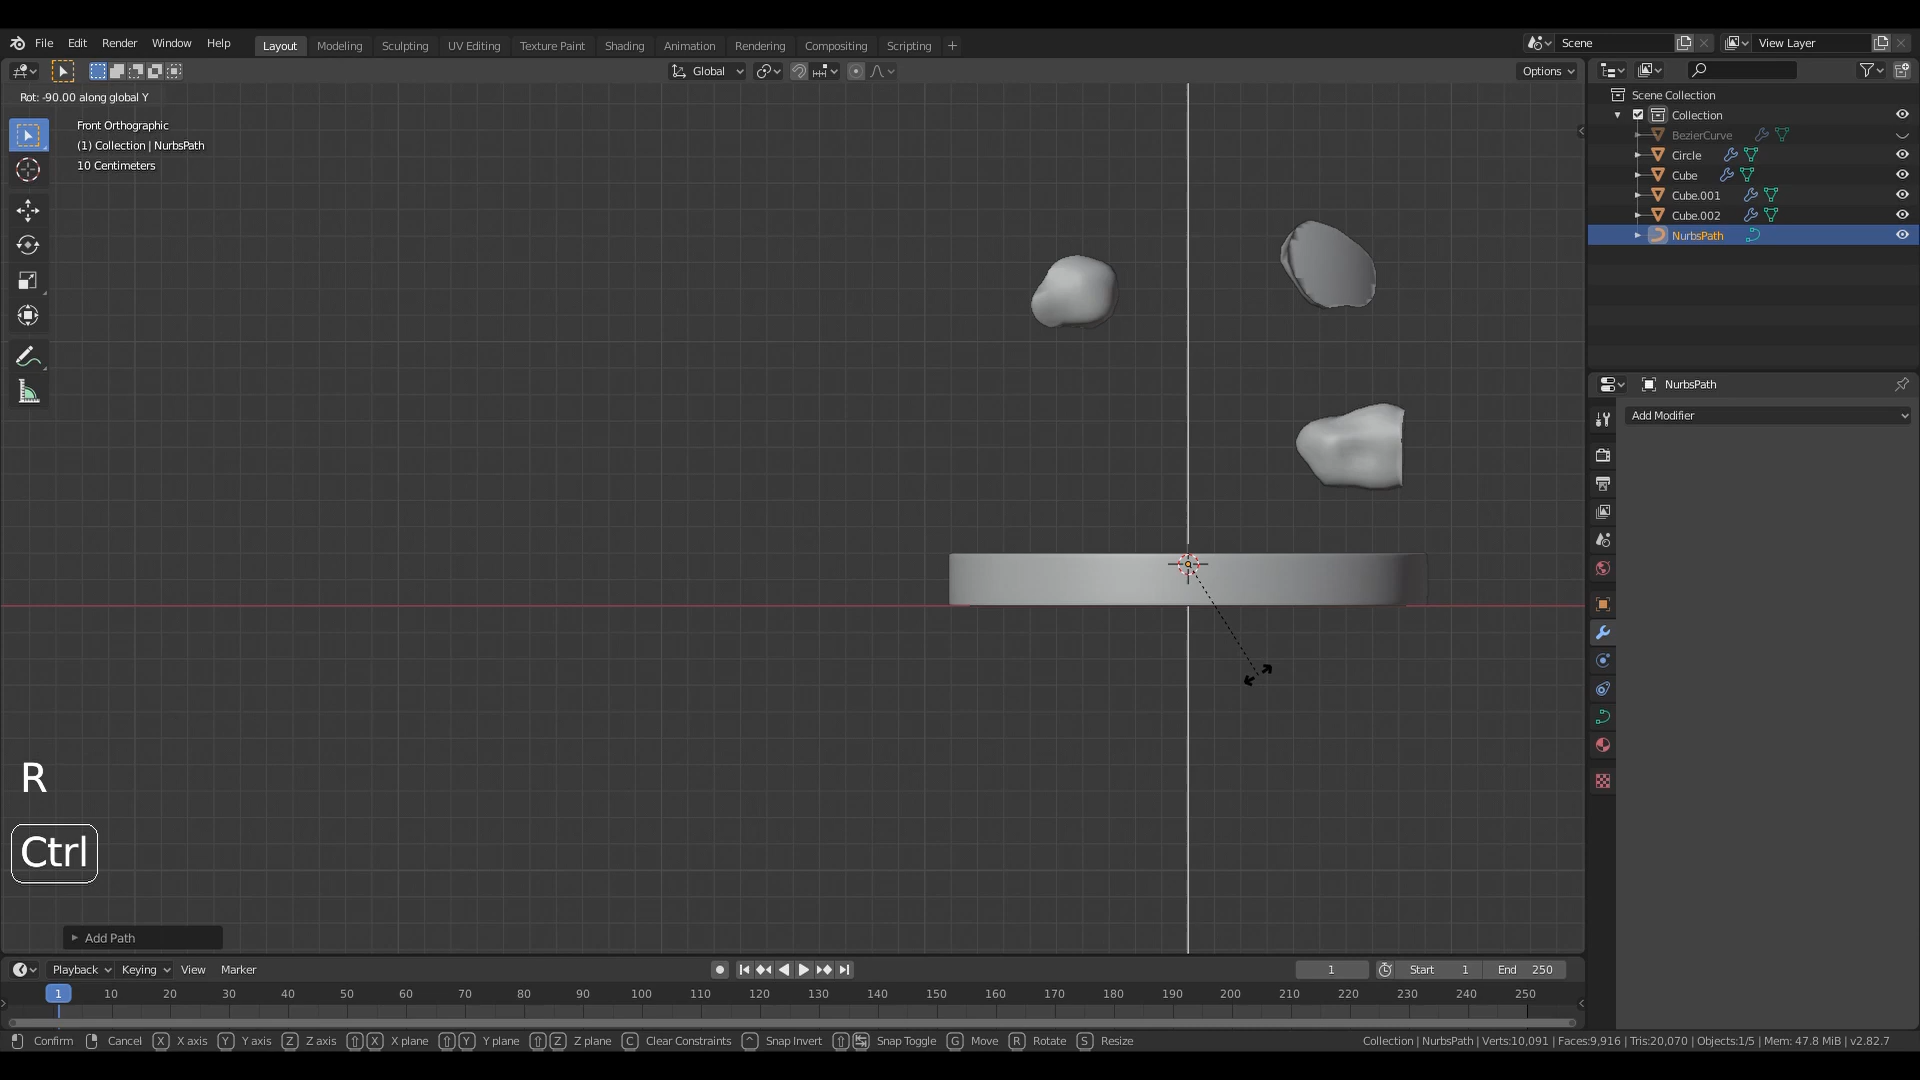 File Edit Render Window Help Layout Modeling Sculpting UV Editing Texture Paint Shading Animation Rendering Compositing Scripting + Scene View Layer
Global Options
Rot: -90.00 along global Y
Front Orthographic
(1) Collection | NurbsPath
10 Centimeters
Scene Collection
Collection
BezierCurve
Circle
Cube
Cube.001
Cube.002
NurbsPath
NurbsPath
Add Modifier
R
Ctrl
Add Path
Playback Keying View Marker 1 Start 1 End 250
1 10 20 30 40 50 60 70 80 90 100 110 120 130 140 150 160 170 180 190 200 210 220 230 240 250
Confirm Cancel X X axis Y Y axis Z Z axis X X plane Y Y plane Z Z plane C Clear Constraints ^ Snap Invert Snap Toggle G Move R Rotate S Resize Collection | NurbsPath | Verts:10,091 | Faces:9,916 | Tris:20,070 | Objects:1/5 | Mem: 47.8 MiB | v2.82.7